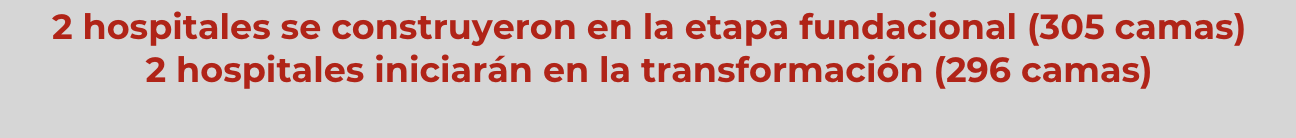 2 hospitales se construyeron en la etapa fundacional (305 camas)
2 hospitales iniciarán en la transformación (296 camas)